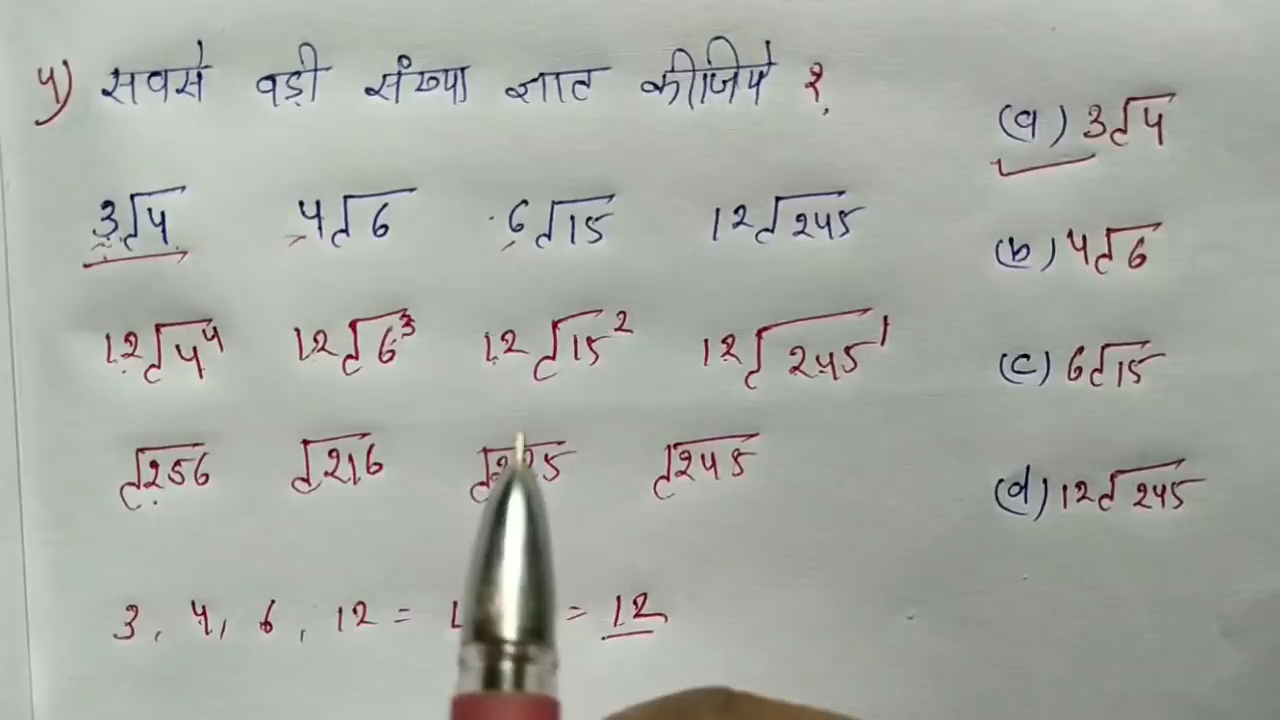 4) सबसे बड़ी संख्या ज्ञात कीजिये ?
3√4 4√6 6√15 12√245
12√4⁴ 12√6³ 12√15² 12√245¹
√256 √216 √225 √245
3, 4, 6, 12 = = 12
(a) 3√4
(b) 4√6
(c) 6√15
(d) 12√245